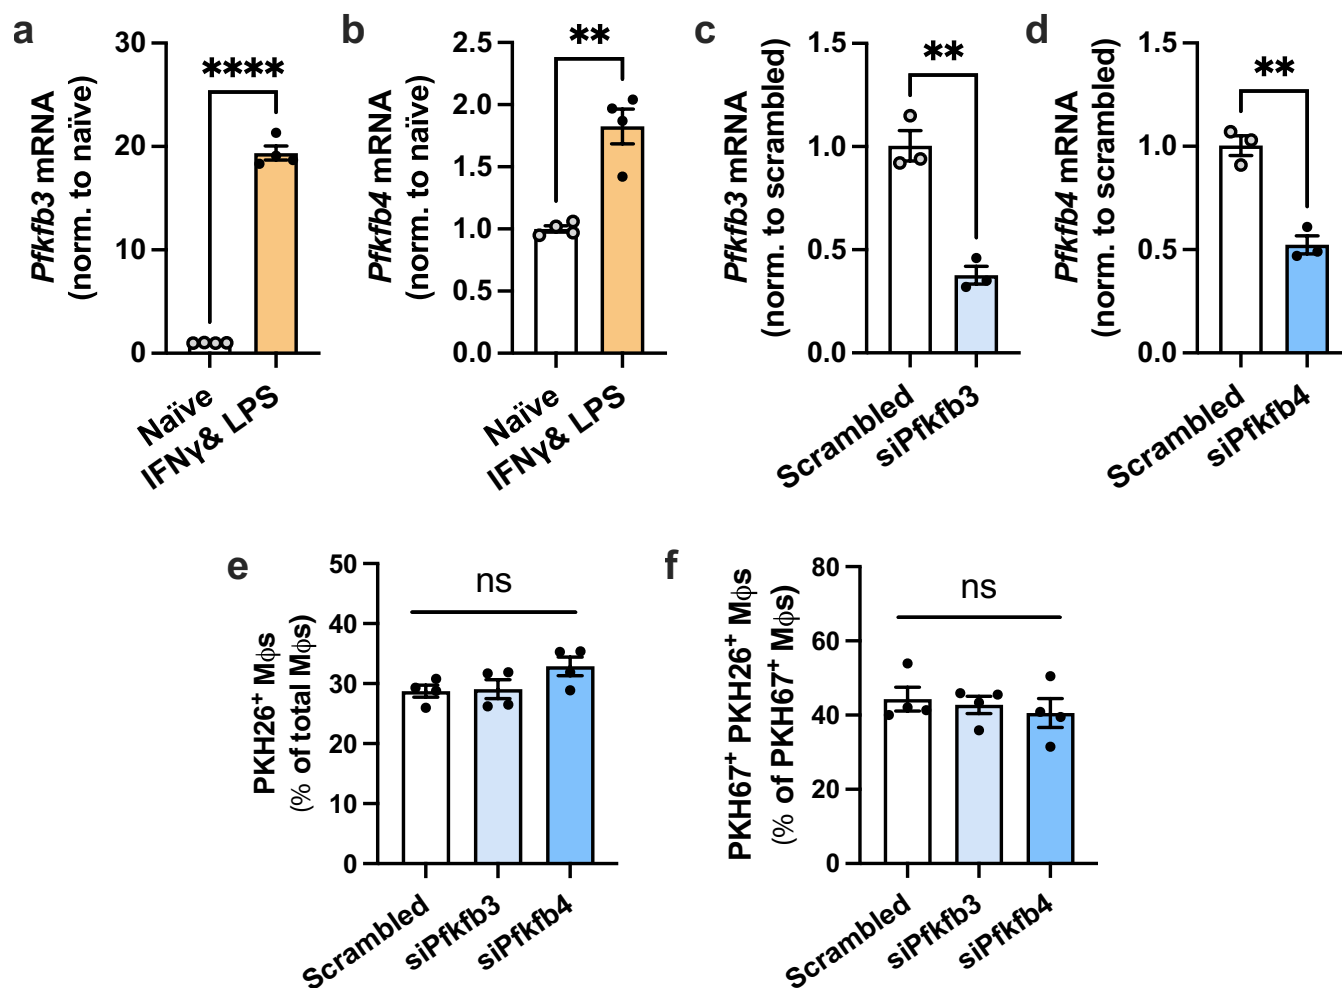 a
Pfkfb3 mRNA
(norm. to naïve)
30
20
10
0
****
Naïve
IFNγ& LPS
b
Pfkfb4 mRNA
(norm. to naïve)
2.5
2.0
1.5
1.0
0.5
0.0
**
Naïve
IFNγ& LPS
c
Pfkfb3 mRNA
(norm. to scrambled)
1.5
1.0
0.5
0.0
**
Scrambled
siPfkfb3
d
Pfkfb4 mRNA
(norm. to scrambled)
1.5
1.0
0.5
0.0
**
Scrambled
siPfkfb4
e
PKH26⁺ Mϕs
(% of total Mϕs)
50
40
30
20
10
0
ns
Scrambled
siPfkfb3
siPfkfb4
f
PKH67⁺ PKH26⁺ Mϕs
(% of PKH67⁺ Mϕs)
80
60
40
20
0
ns
Scrambled
siPfkfb3
siPfkfb4